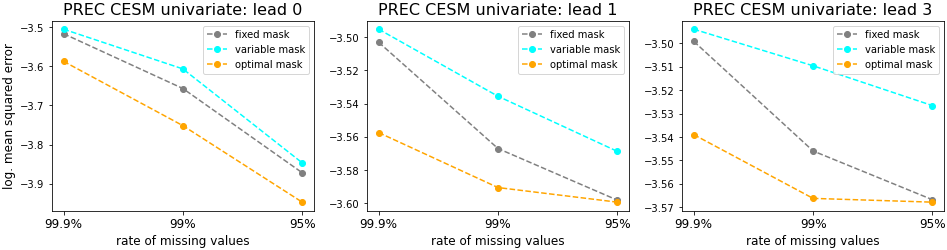 PREC CESM univariate: lead 0
log. mean squared error
−3.5
−3.6
−3.7
−3.8
−3.9
fixed mask
variable mask
optimal mask
99.9% 99% 95%
rate of missing values
PREC CESM univariate: lead 1
−3.50
−3.52
−3.54
−3.56
−3.58
−3.60
fixed mask
variable mask
optimal mask
99.9% 99% 95%
rate of missing values
PREC CESM univariate: lead 3
−3.50
−3.51
−3.52
−3.53
−3.54
−3.55
−3.56
−3.57
fixed mask
variable mask
optimal mask
99.9% 99% 95%
rate of missing values